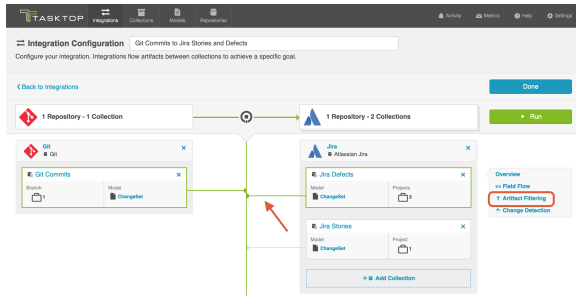 TASKTOP
Integrations
Collections
Models
Repositories
Activity
Metrics
Help
Settings
Integration Configuration
Git Commits to Jira Stories and Defects
Configure your integration. Integrations flow artifacts between collections to achieve a specific goal.
Back to Integrations
Done
1 Repository - 1 Collection
1 Repository - 2 Collections
Run
Git
Git
Git Commits
Branch
1
Model
ChangeSet
Jira
Atlassian Jira
Jira Defects
Model
ChangeSet
Projects
3
Jira Stories
Model
ChangeSet
Project
1
+ Add Collection
Overview
Field Flow
Artifact Filtering
Change Detection